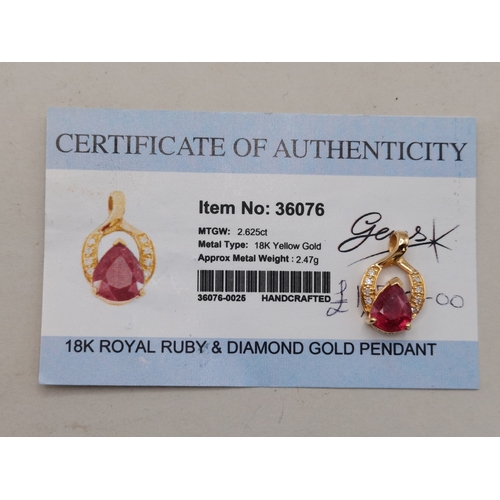 CERTIFICATE OF AUTHENTICITY
Item No: 36076
MTGW: 2.625ct
Metal Type: 18K Yellow Gold
Approx Metal Weight : 2.47g
36076-0025 HANDCRAFTED
£ -00
18K ROYAL RUBY & DIAMOND GOLD PENDANT